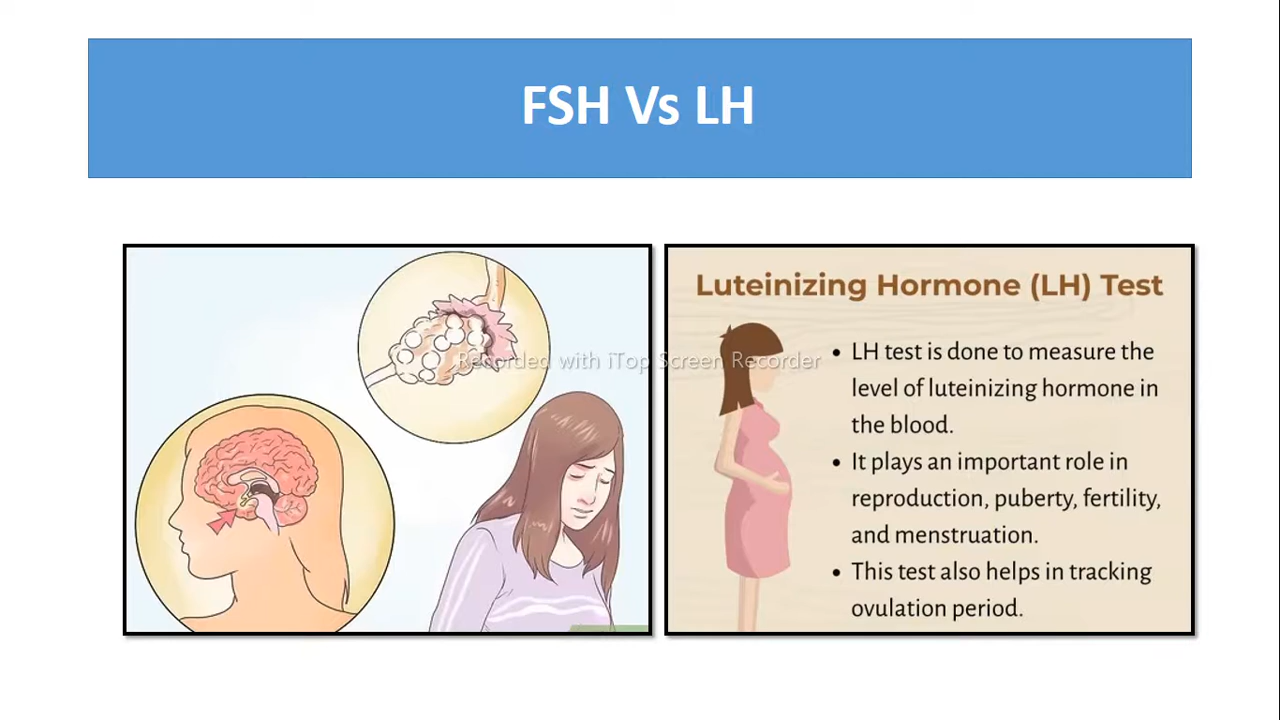 FSH Vs LH
Recorded with iTop Screen Recorder
Luteinizing Hormone (LH) Test
• LH test is done to measure the
level of luteinizing hormone in
the blood.
• It plays an important role in
reproduction, puberty, fertility,
and menstruation.
• This test also helps in tracking
ovulation period.